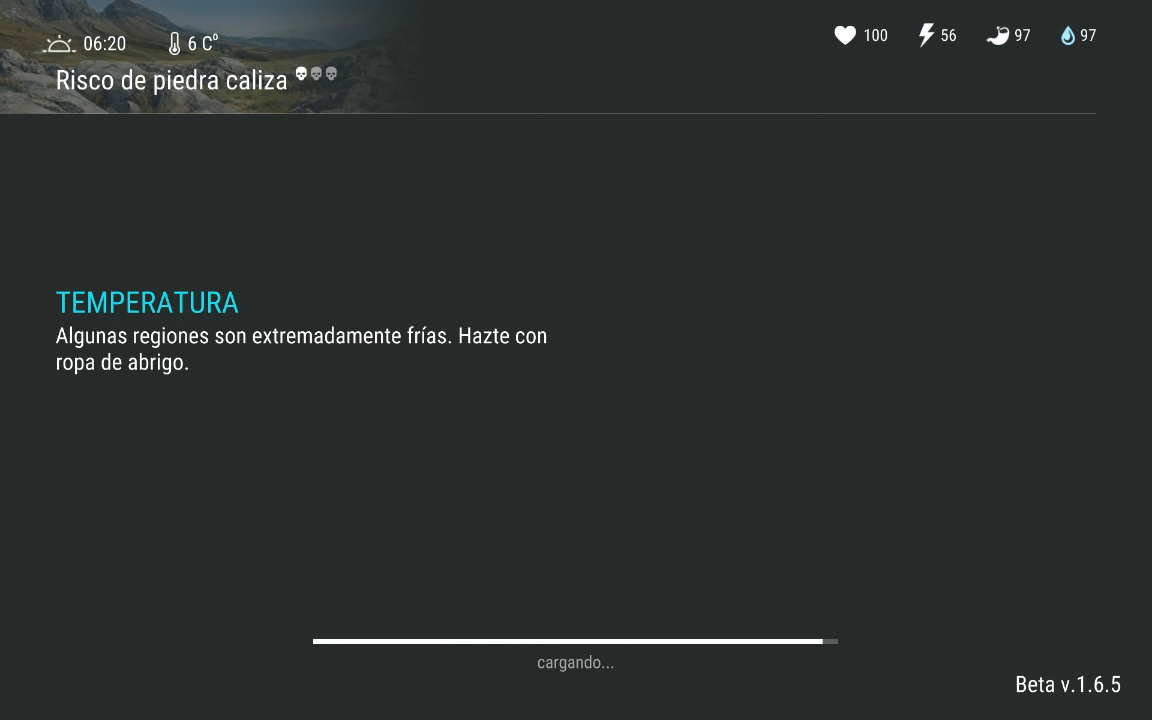 06:20 6 Cº
100 56 97 97
Risco de piedra caliza
TEMPERATURA
Algunas regiones son extremadamente frías. Hazte con
ropa de abrigo.
cargando...
Beta v.1.6.5